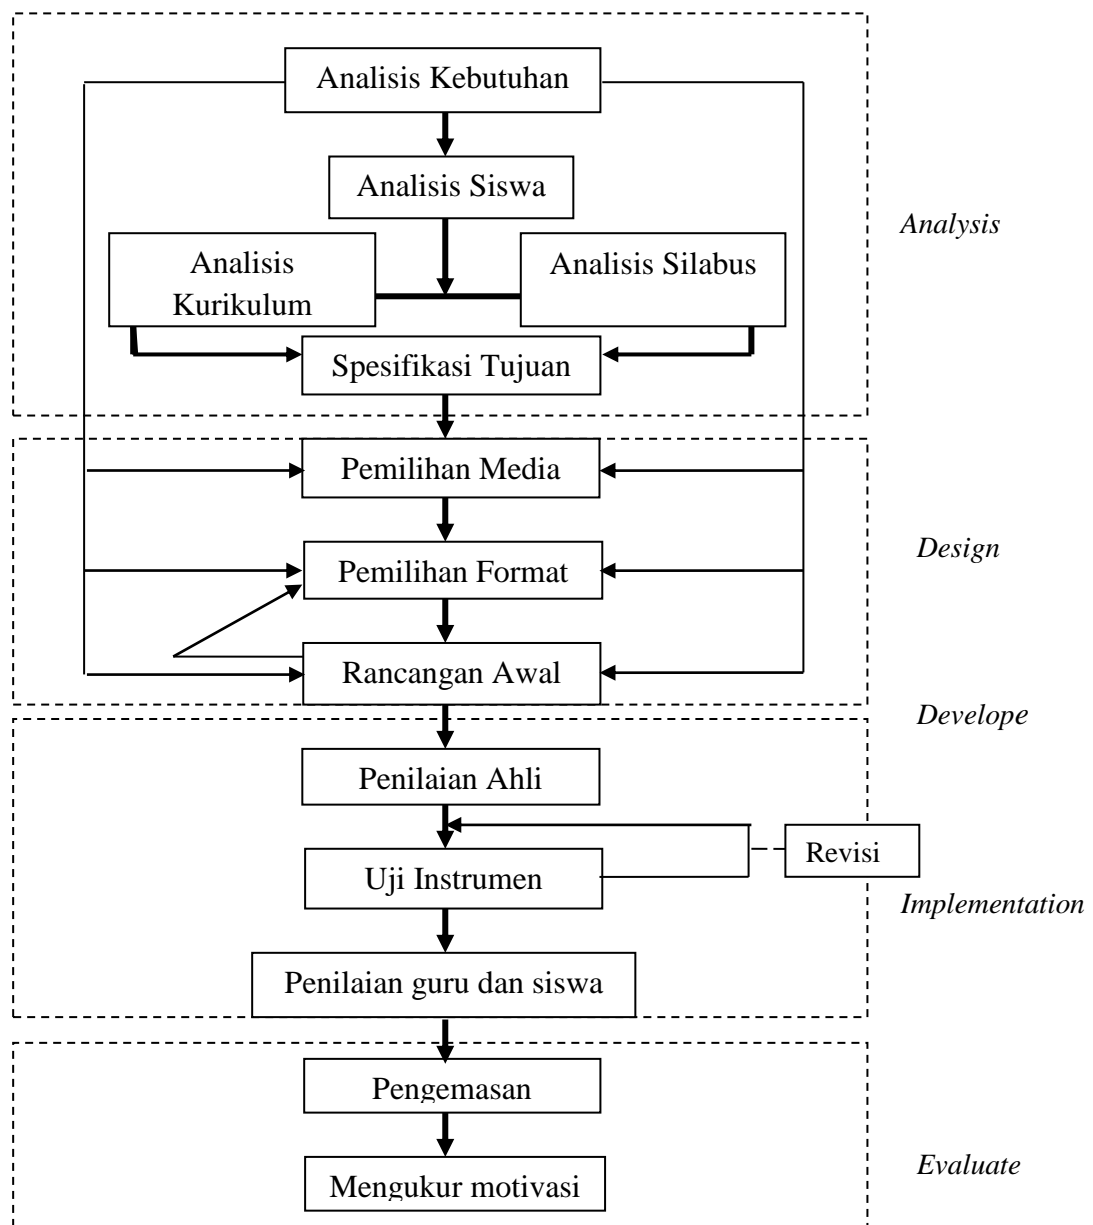 Analisis Kebutuhan
Analisis Siswa
Analysis
Analisis
Kurikulum
Analisis Silabus
Spesifikasi Tujuan
Pemilihan Media
Design
Pemilihan Format
Rancangan Awal
Develope
Penilaian Ahli
Revisi
Uji Instrumen
Implementation
Penilaian guru dan siswa
Pengemasan
Mengukur motivasi
Evaluate